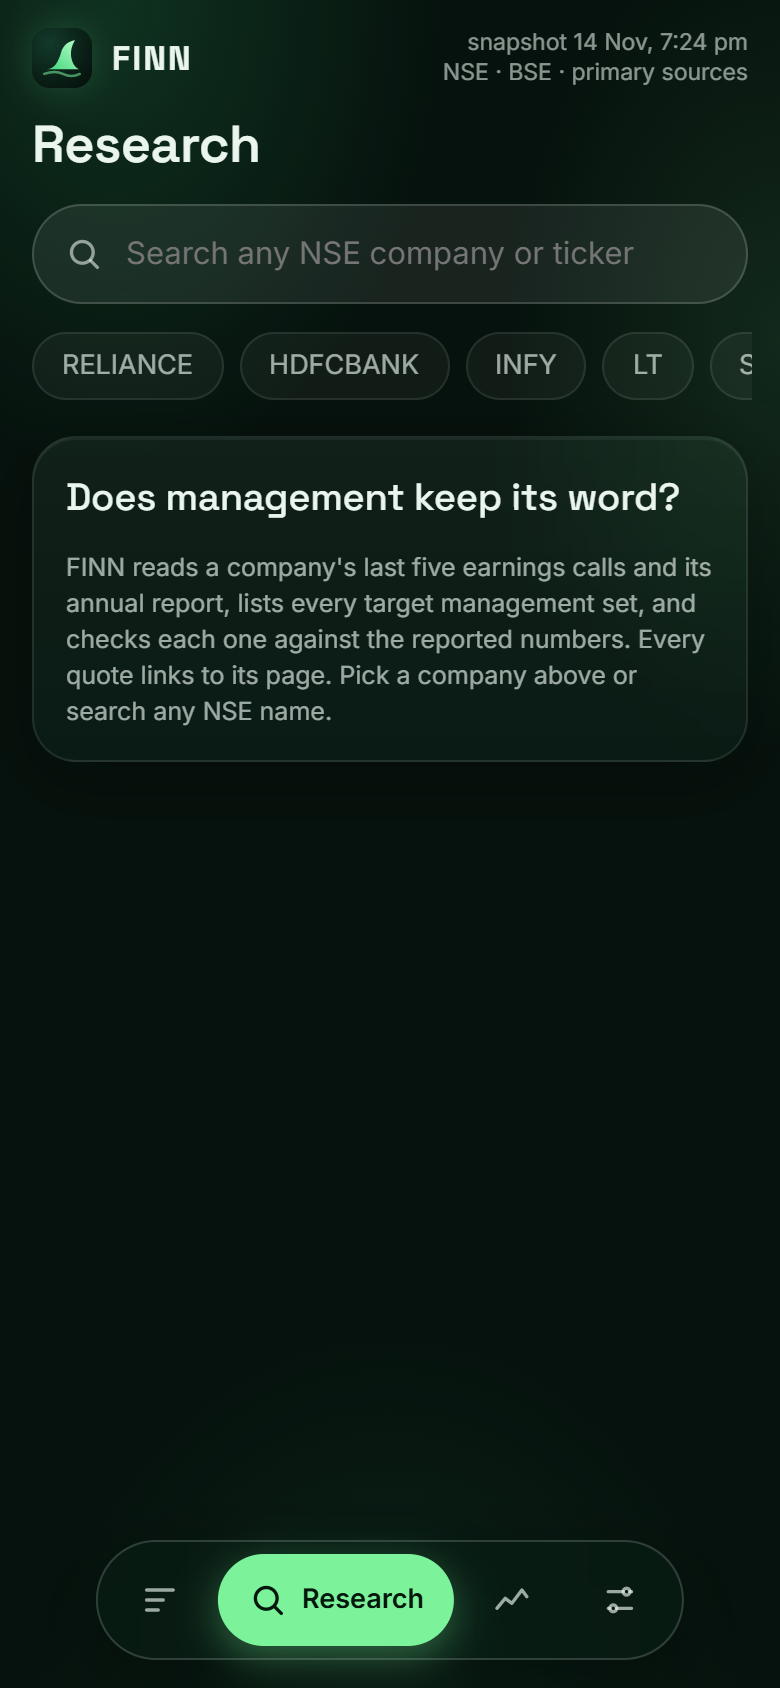 FINN
snapshot 14 Nov, 7:24 pm
NSE · BSE · primary sources
Research
Search any NSE company or ticker
RELIANCE HDFCBANK INFY LT S
Does management keep its word?
FINN reads a company's last five earnings calls and its
annual report, lists every target management set, and
checks each one against the reported numbers. Every
quote links to its page. Pick a company above or
search any NSE name.
Research